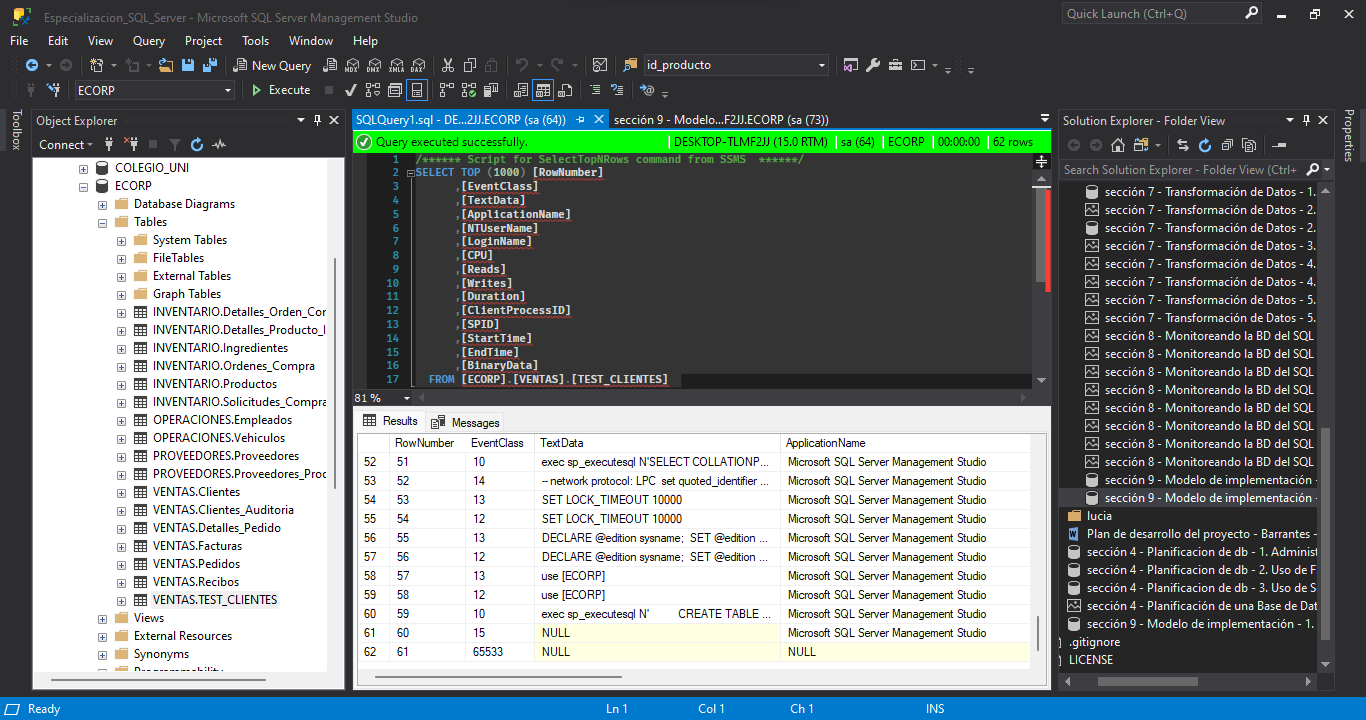 Especializacion_SQL_Server - Microsoft SQL Server Management Studio
Quick Launch (Ctrl+Q)
File Edit View Query Project Tools Window Help
New Query MDX DMX XMLA DAX id_producto
ECORP Execute
Toolbox
Object Explorer
Connect
COLEGIO_UNI
ECORP
Database Diagrams
Tables
System Tables
FileTables
External Tables
Graph Tables
INVENTARIO.Detalles_Orden_Cor
INVENTARIO.Detalles_Producto_I
INVENTARIO.Ingredientes
INVENTARIO.Ordenes_Compra
INVENTARIO.Productos
INVENTARIO.Solicitudes_Compra
OPERACIONES.Empleados
OPERACIONES.Vehiculos
PROVEEDORES.Proveedores
PROVEEDORES.Proveedores_Proc
VENTAS.Clientes
VENTAS.Clientes_Auditoria
VENTAS.Detalles_Pedido
VENTAS.Facturas
VENTAS.Pedidos
VENTAS.Recibos
VENTAS.TEST_CLIENTES
Views
External Resources
Synonyms
Programmability
SQLQuery1.sql - DE...2JJ.ECORP (sa (64)) sección 9 - Modelo...F2JJ.ECORP (sa (73))
Query executed successfully. DESKTOP-TLMF2JJ (15.0 RTM) sa (64) ECORP 00:00:00 62 rows
1 /****** Script for SelectTopNRows command from SSMS ******/
2 SELECT TOP (1000) [RowNumber]
3 ,[EventClass]
4 ,[TextData]
5 ,[ApplicationName]
6 ,[NTUserName]
7 ,[LoginName]
8 ,[CPU]
9 ,[Reads]
10 ,[Writes]
11 ,[Duration]
12 ,[ClientProcessID]
13 ,[SPID]
14 ,[StartTime]
15 ,[EndTime]
16 ,[BinaryData]
17 FROM [ECORP].[VENTAS].[TEST_CLIENTES]
81 %
Results Messages
RowNumber EventClass TextData ApplicationName
52 51 10 exec sp_executesql N'SELECT COLLATIONP... Microsoft SQL Server Management Studio
53 52 14 -- network protocol: LPC set quoted_identifier ... Microsoft SQL Server Management Studio
54 53 13 SET LOCK_TIMEOUT 10000 Microsoft SQL Server Management Studio
55 54 12 SET LOCK_TIMEOUT 10000 Microsoft SQL Server Management Studio
56 55 13 DECLARE @edition sysname; SET @edition ... Microsoft SQL Server Management Studio
57 56 12 DECLARE @edition sysname; SET @edition ... Microsoft SQL Server Management Studio
58 57 13 use [ECORP] Microsoft SQL Server Management Studio
59 58 12 use [ECORP] Microsoft SQL Server Management Studio
60 59 10 exec sp_executesql N' CREATE TABLE ... Microsoft SQL Server Management Studio
61 60 15 NULL Microsoft SQL Server Management Studio
62 61 65533 NULL NULL
Solution Explorer - Folder View
Search Solution Explorer - Folder View (Ctrl+
sección 7 - Transformación de Datos - 1.
sección 7 - Transformación de Datos - 2.
sección 7 - Transformación de Datos - 2.
sección 7 - Transformación de Datos - 3.
sección 7 - Transformación de Datos - 4.
sección 7 - Transformación de Datos - 4.
sección 7 - Transformación de Datos - 5.
sección 7 - Transformación de Datos - 5.
sección 8 - Monitoreando la BD del SQL
sección 8 - Monitoreando la BD del SQL
sección 8 - Monitoreando la BD del SQL
sección 8 - Monitoreando la BD del SQL
sección 8 - Monitoreando la BD del SQL
sección 8 - Monitoreando la BD del SQL
sección 8 - Monitoreando la BD del SQL
sección 8 - Monitoreando la BD del SQL
sección 9 - Modelo de implementación -
sección 9 - Modelo de implementación -
lucia
Plan de desarrollo del proyecto - Barrantes -
sección 4 - Planificacion de db - 1. Administ
sección 4 - Planificacion de db - 2. Uso de F
sección 4 - Planificacion de db - 3. Uso de S
sección 4 - Planificación de una Base de Dat
sección 9 - Modelo de implementación - 1.
.gitignore
LICENSE
Properties
Ready Ln 1 Col 1 Ch 1 INS